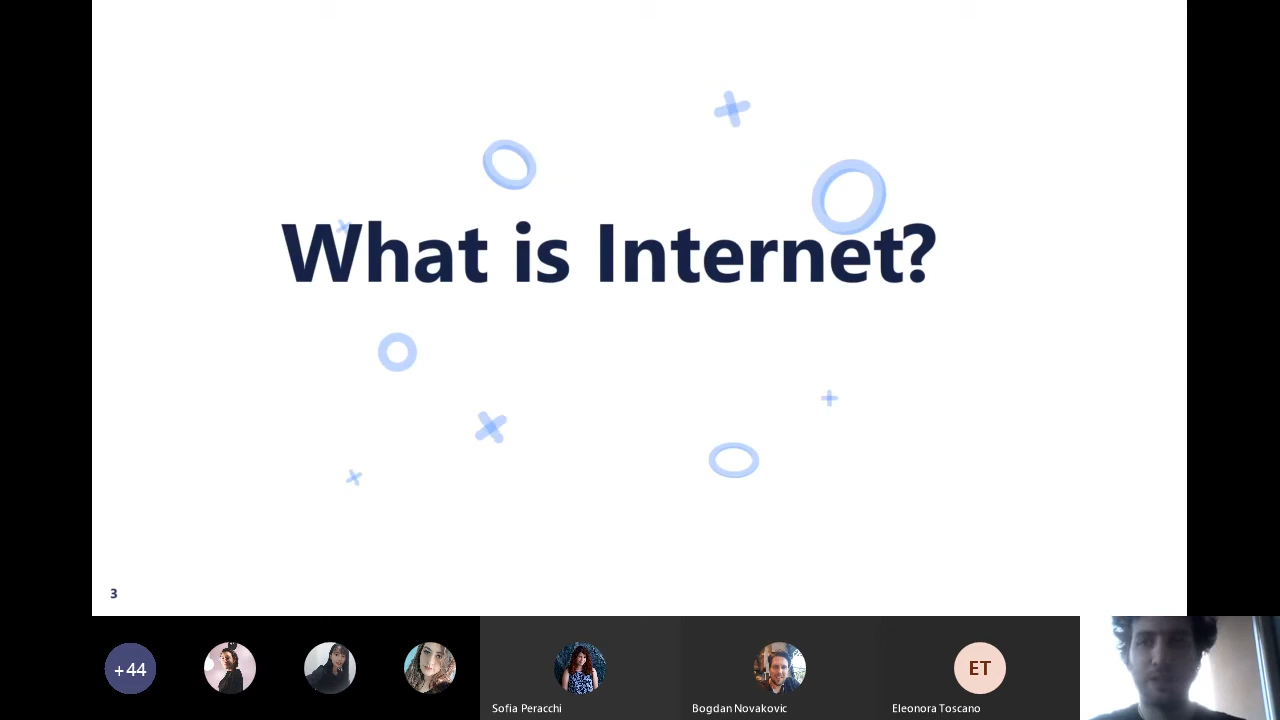 What is Internet?
3
+44
Sofia Peracchi
Bogdan Novakovic
ET
Eleonora Toscano